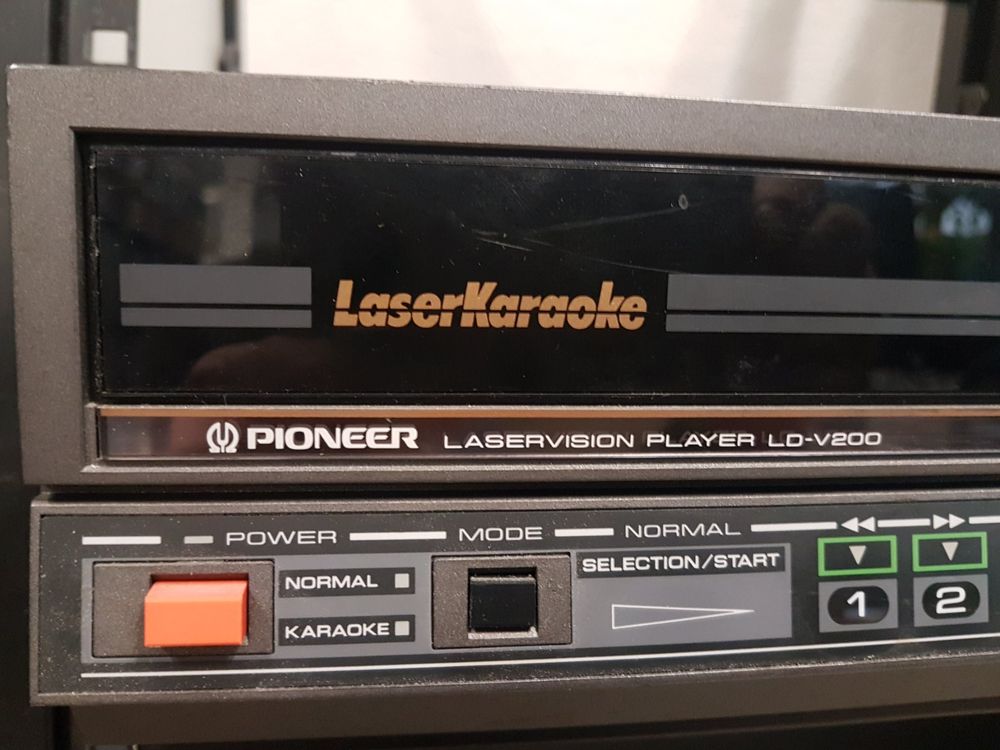 LaserKaraoke
PIONEER LASERVISION PLAYER LD-V200
POWER MODE NORMAL
SELECTION/START
NORMAL
KARAOKE
1 2